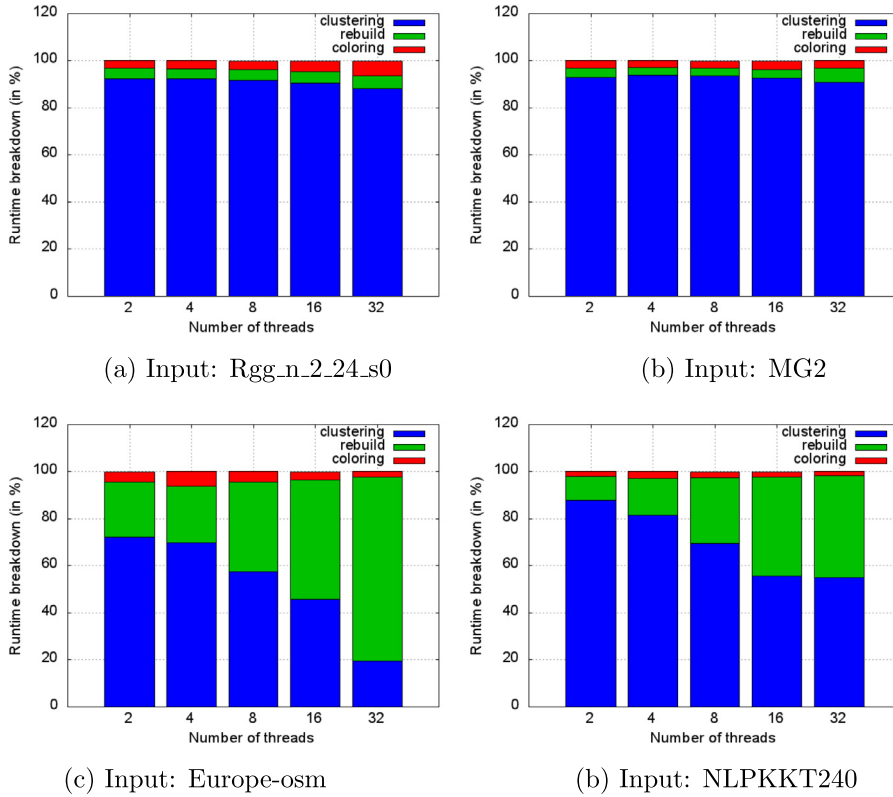 120
100
80
60
40
20
0
Runtime breakdown (in %)
clustering
rebuild
coloring
2 4 8 16 32
Number of threads
(a) Input: Rgg_n_2_24_s0
120
100
80
60
40
20
0
Runtime breakdown (in %)
clustering
rebuild
coloring
2 4 8 16 32
Number of threads
(b) Input: MG2
120
100
80
60
40
20
0
Runtime breakdown (in %)
clustering
rebuild
coloring
2 4 8 16 32
Number of threads
(c) Input: Europe-osm
120
100
80
60
40
20
0
Runtime breakdown (in %)
clustering
rebuild
coloring
2 4 8 16 32
Number of threads
(b) Input: NLPKKT240